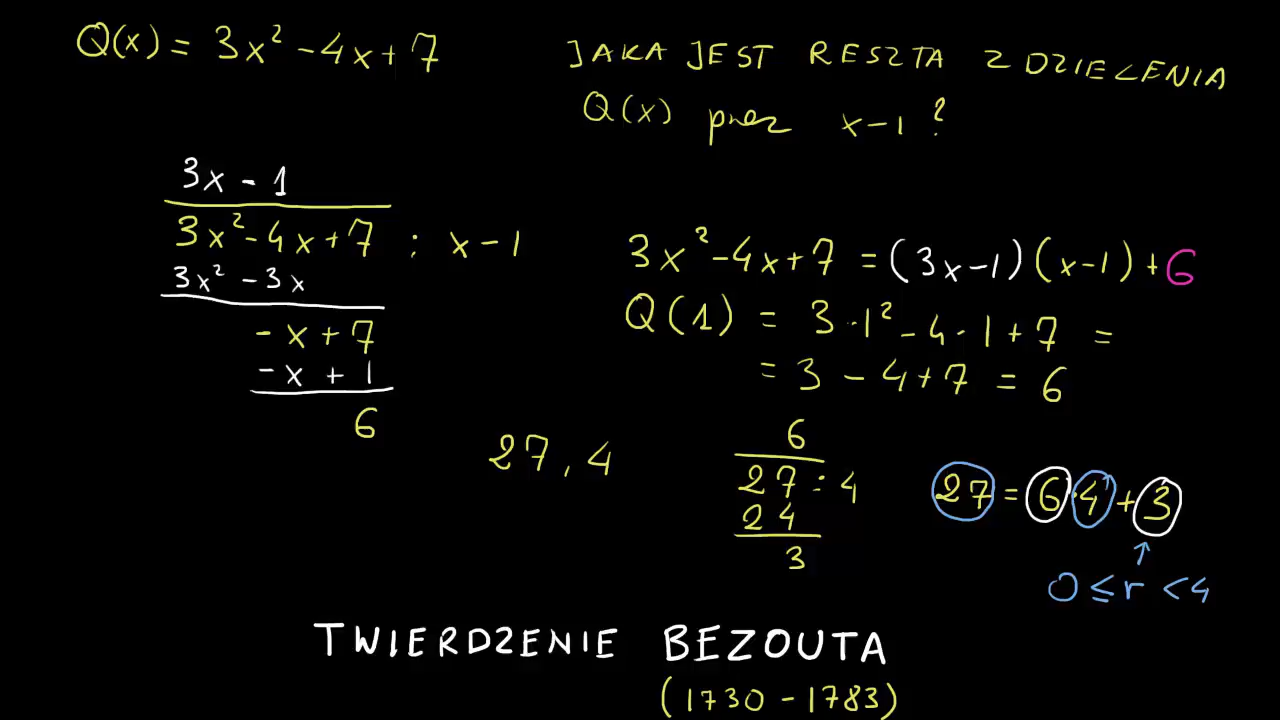 Q(x) = 3x² - 4x + 7
JAKA JEST RESZTA Z DZIELENIA
Q(x) przez x - 1 ?
3x - 1
3x² - 4x + 7 : x - 1
3x² - 3x
- x + 7
- x + 1
6
3x² - 4x + 7 = (3x - 1)(x - 1) + 6
Q(1) = 3 · 1² - 4 · 1 + 7 =
= 3 - 4 + 7 = 6
27, 4
6
27 : 4
24
3
27 = 6 · 4 + 3
0 ≤ r < 4
TWIERDZENIE BEZOUTA
(1730 - 1783)